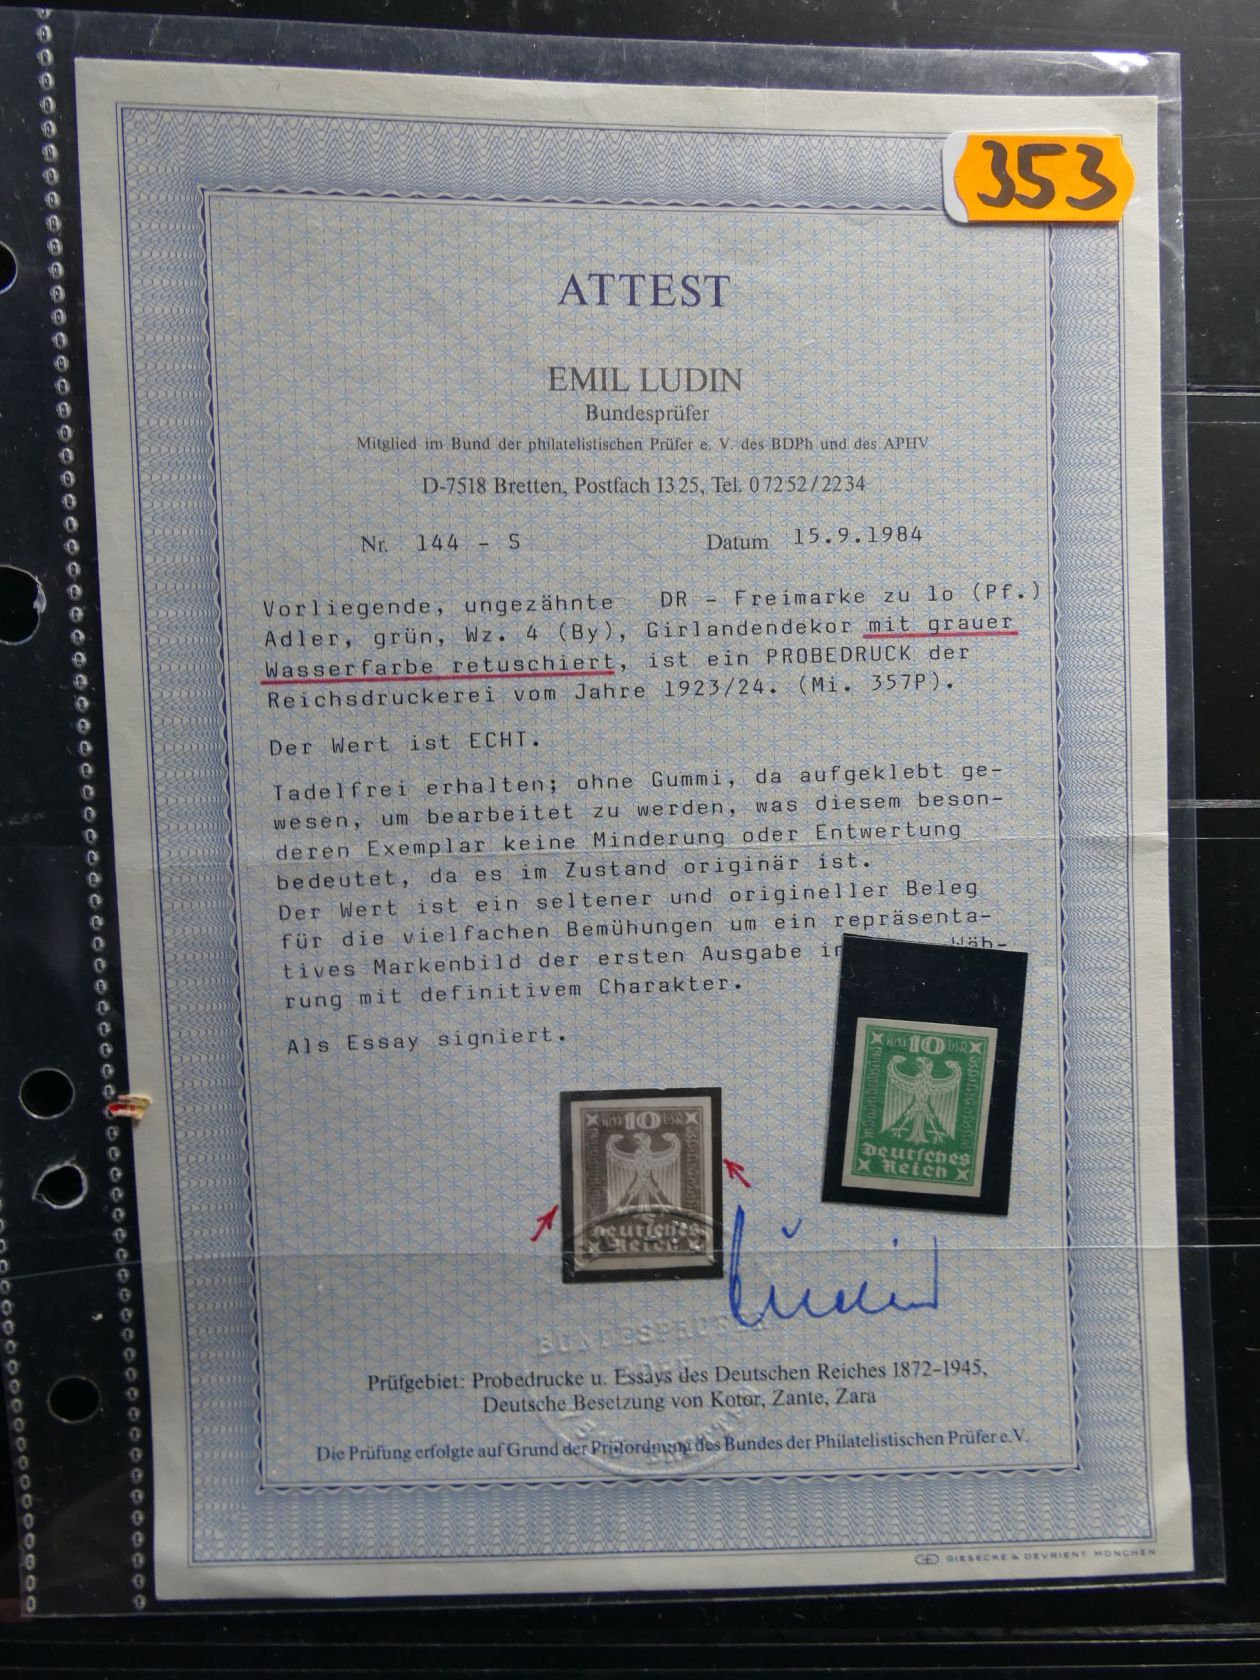 353
ATTEST
EMIL LUDIN
Bundesprüfer
Mitglied im Bund der philatelistischen Prüfer e. V. des BDPh und des APHV
D-7518 Bretten, Postfach 1325, Tel. 07252/2234
Nr. 144 - S Datum 15.9.1984
Vorliegende, ungezähnte DR - Freimarke zu lo (Pf.)
Adler, grün, Wz. 4 (By), Girlandendekor mit grauer
Wasserfarbe retuschiert, ist ein PROBEDRUCK der
Reichsdruckerei vom Jahre 1923/24. (Mi. 357P).
Der Wert ist ECHT.
Tadelfrei erhalten; ohne Gummi, da aufgeklebt ge-
wesen, um bearbeitet zu werden, was diesem beson-
deren Exemplar keine Minderung oder Entwertung
bedeutet, da es im Zustand originär ist.
Der Wert ist ein seltener und origineller Beleg
für die vielfachen Bemühungen um ein repräsenta-
tives Markenbild der ersten Ausgabe in Wäh-
rung mit definitivem Charakter.
Als Essay signiert.
10
Deutsches
Reich
10
Deutsches
Reich
Ludin
BUNDESPRÜFER
Prüfgebiet: Probedrucke u. Essays des Deutschen Reiches 1872-1945,
Deutsche Besetzung von Kotor, Zante, Zara
Die Prüfung erfolgte auf Grund der Prüfordnung des Bundes der Philatelistischen Prüfer e.V.
GIESECKE & DEVRIENT MÜNCHEN